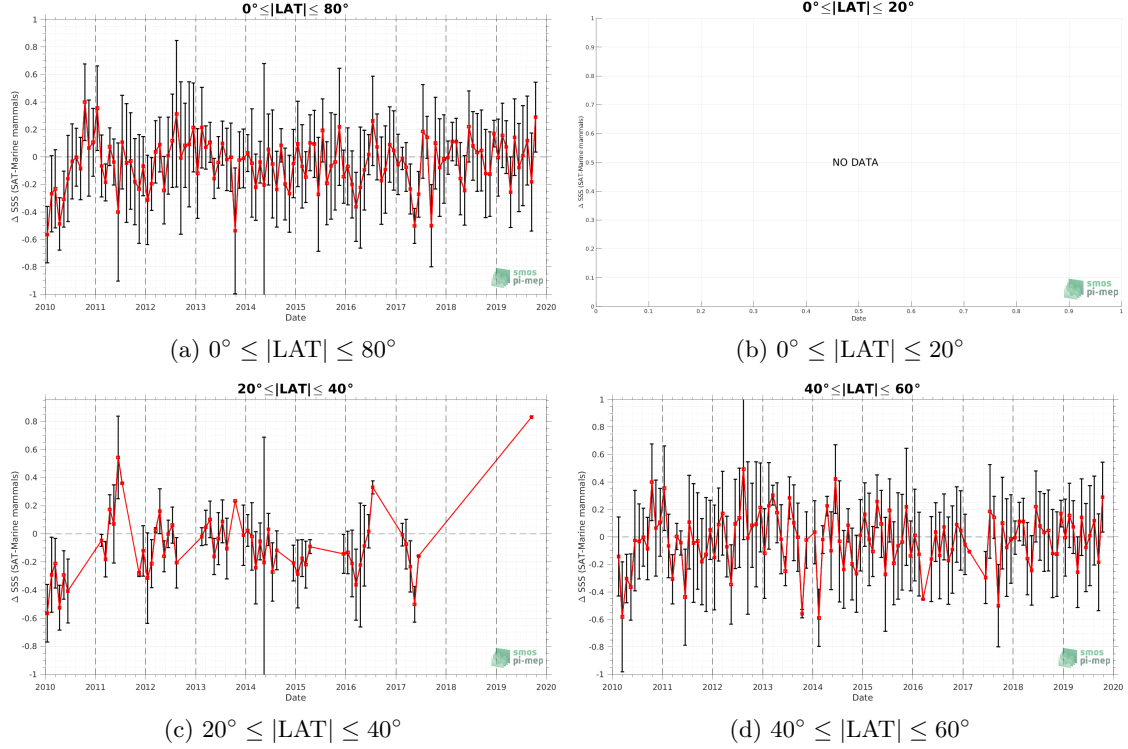 0°≤|LAT|≤ 80°
Δ SSS (SAT-Marine mammals)
1
0.8
0.6
0.4
0.2
0
-0.2
-0.4
-0.6
-0.8
-1
2010 2011 2012 2013 2014 2015 2016 2017 2018 2019 2020
Date
smos
pi-mep
(a) 0° ≤ |LAT| ≤ 80°
0°≤|LAT|≤ 20°
Δ SSS (SAT-Marine mammals)
1
0.9
0.8
0.7
0.6
0.5
0.4
0.3
0.2
0.1
0
NO DATA
0 0.1 0.2 0.3 0.4 0.5 0.6 0.7 0.8 0.9 1
Date
smos
pi-mep
(b) 0° ≤ |LAT| ≤ 20°
20°≤|LAT|≤ 40°
Δ SSS (SAT-Marine mammals)
0.8
0.6
0.4
0.2
0
-0.2
-0.4
-0.6
-0.8
-1
2010 2011 2012 2013 2014 2015 2016 2017 2018 2019 2020
Date
smos
pi-mep
(c) 20° ≤ |LAT| ≤ 40°
40°≤|LAT|≤ 60°
Δ SSS (SAT-Marine mammals)
1
0.8
0.6
0.4
0.2
0
-0.2
-0.4
-0.6
-0.8
-1
2010 2011 2012 2013 2014 2015 2016 2017 2018 2019 2020
Date
smos
pi-mep
(d) 40° ≤ |LAT| ≤ 60°